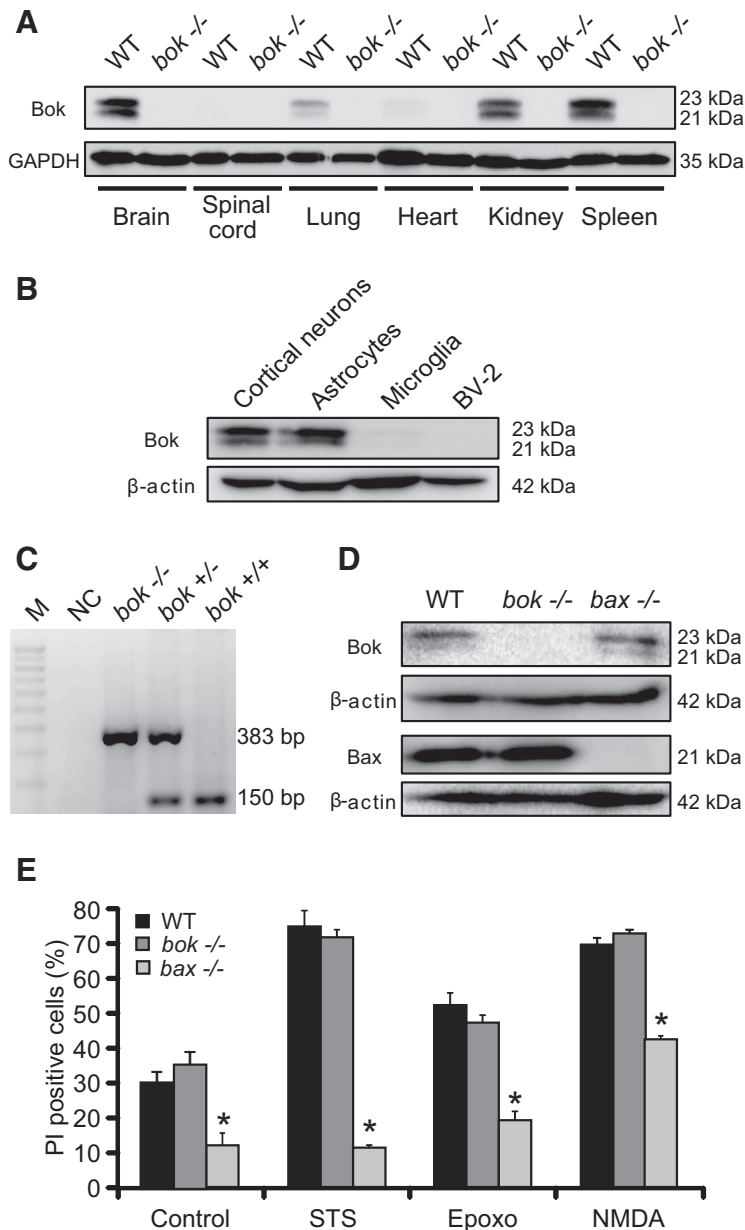 A
WT bok -/- WT bok -/- WT bok -/- WT bok -/- WT bok -/- WT bok -/-
Bok
23 kDa
21 kDa
GAPDH
35 kDa
Brain Spinal cord Lung Heart Kidney Spleen
B
Cortical neurons Astrocytes Microglia BV-2
Bok
23 kDa
21 kDa
β-actin
42 kDa
C
M NC bok -/- bok +/- bok +/+
383 bp
150 bp
D
WT bok -/- bax -/-
Bok
23 kDa
21 kDa
β-actin
42 kDa
Bax
21 kDa
β-actin
42 kDa
E
PI positive cells (%)
80
70
60
50
40
30
20
10
0
WT
bok -/-
bax -/-
*
*
*
*
Control STS Epoxo NMDA